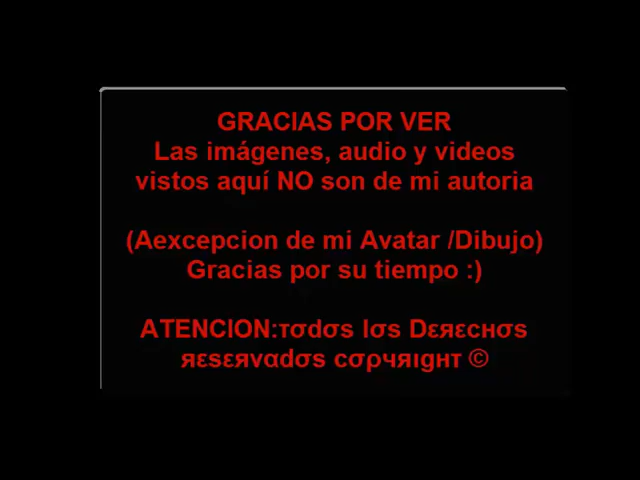 GRACIAS POR VER
Las imágenes, audio y videos
vistos aquí NO son de mi autoria
(Aexcepcion de mi Avatar /Dibujo)
Gracias por su tiempo :)
ATENCION:тσdσs lσs Dεяεcнσs
яεsεяvαdσs cσρчяιgнт ©